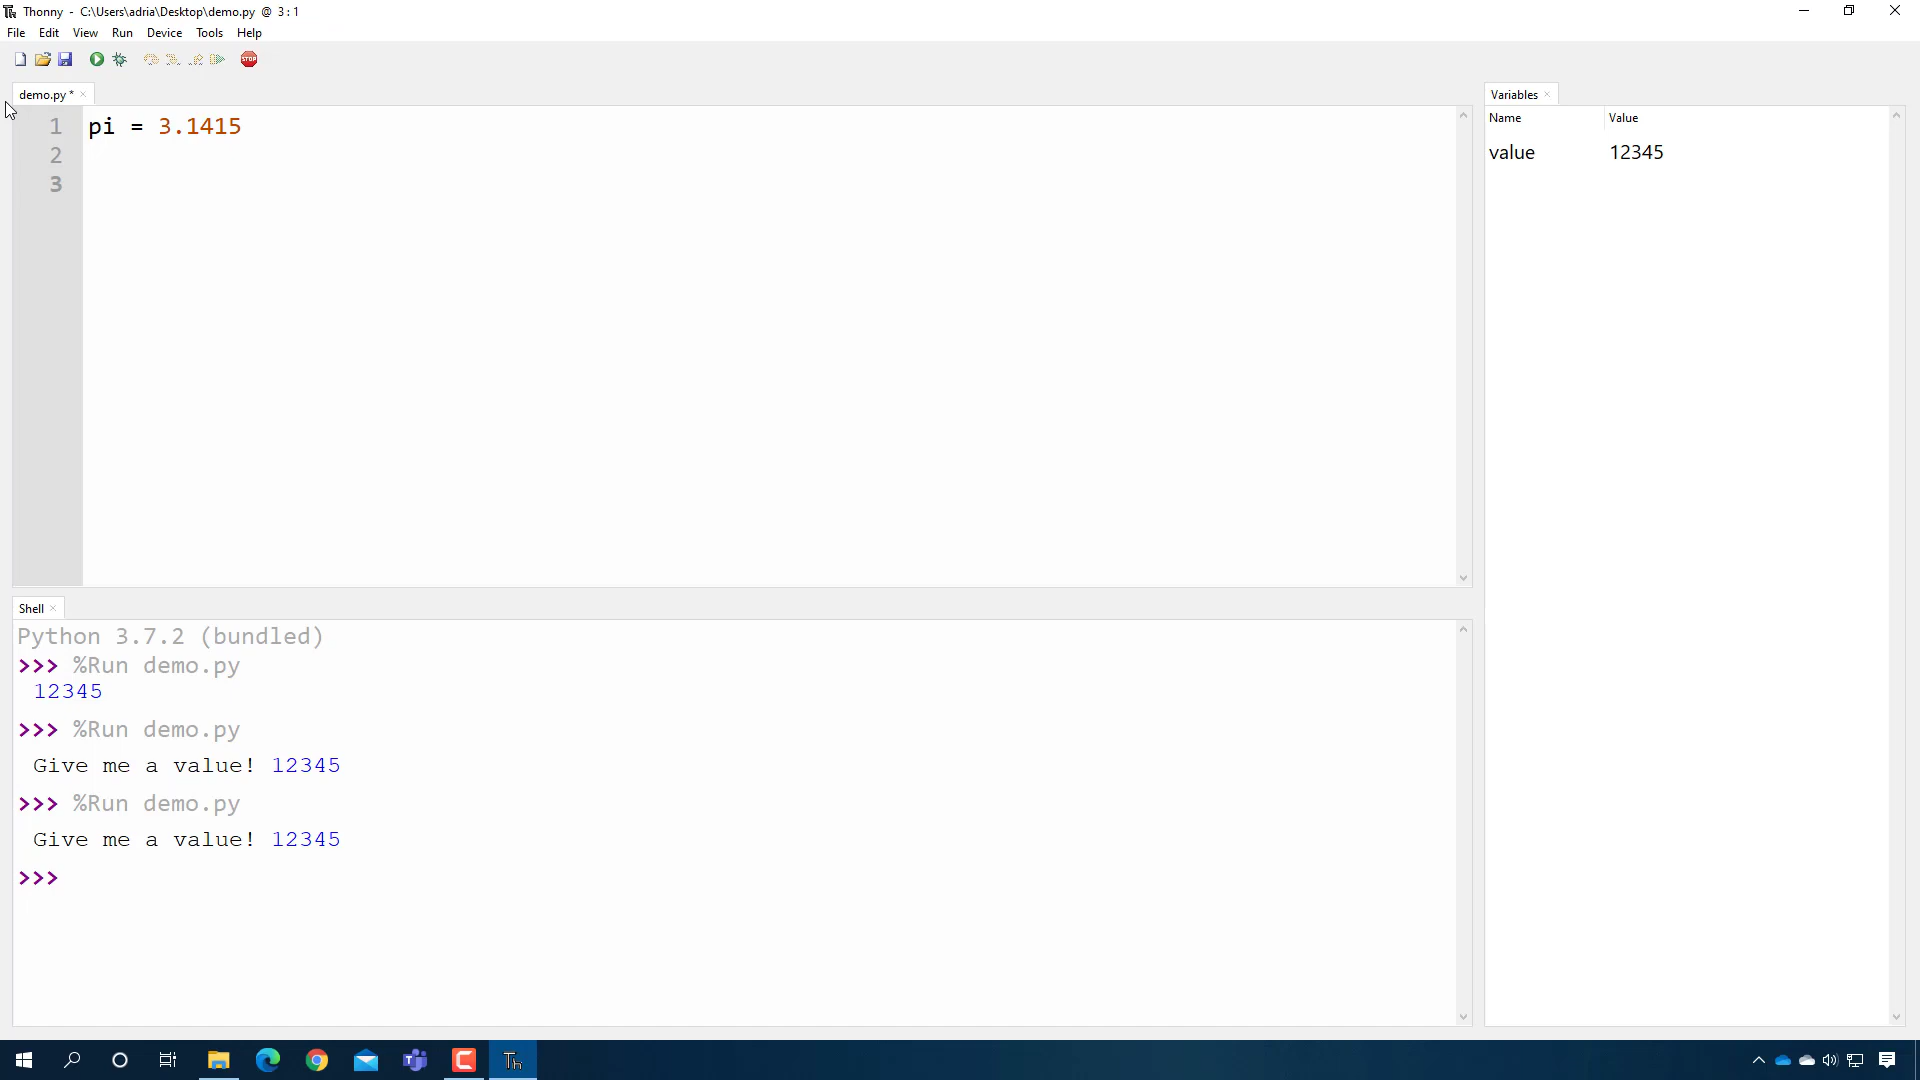 Thonny - C:\Users\adria\Desktop\demo.py @ 3:1
File Edit View Run Device Tools Help
STOP
demo.py *
1 pi = 3.1415
2
3
Variables
Name Value
value 12345
Shell
Python 3.7.2 (bundled)
>>> %Run demo.py
12345
>>> %Run demo.py
Give me a value! 12345
>>> %Run demo.py
Give me a value! 12345
>>>
Th